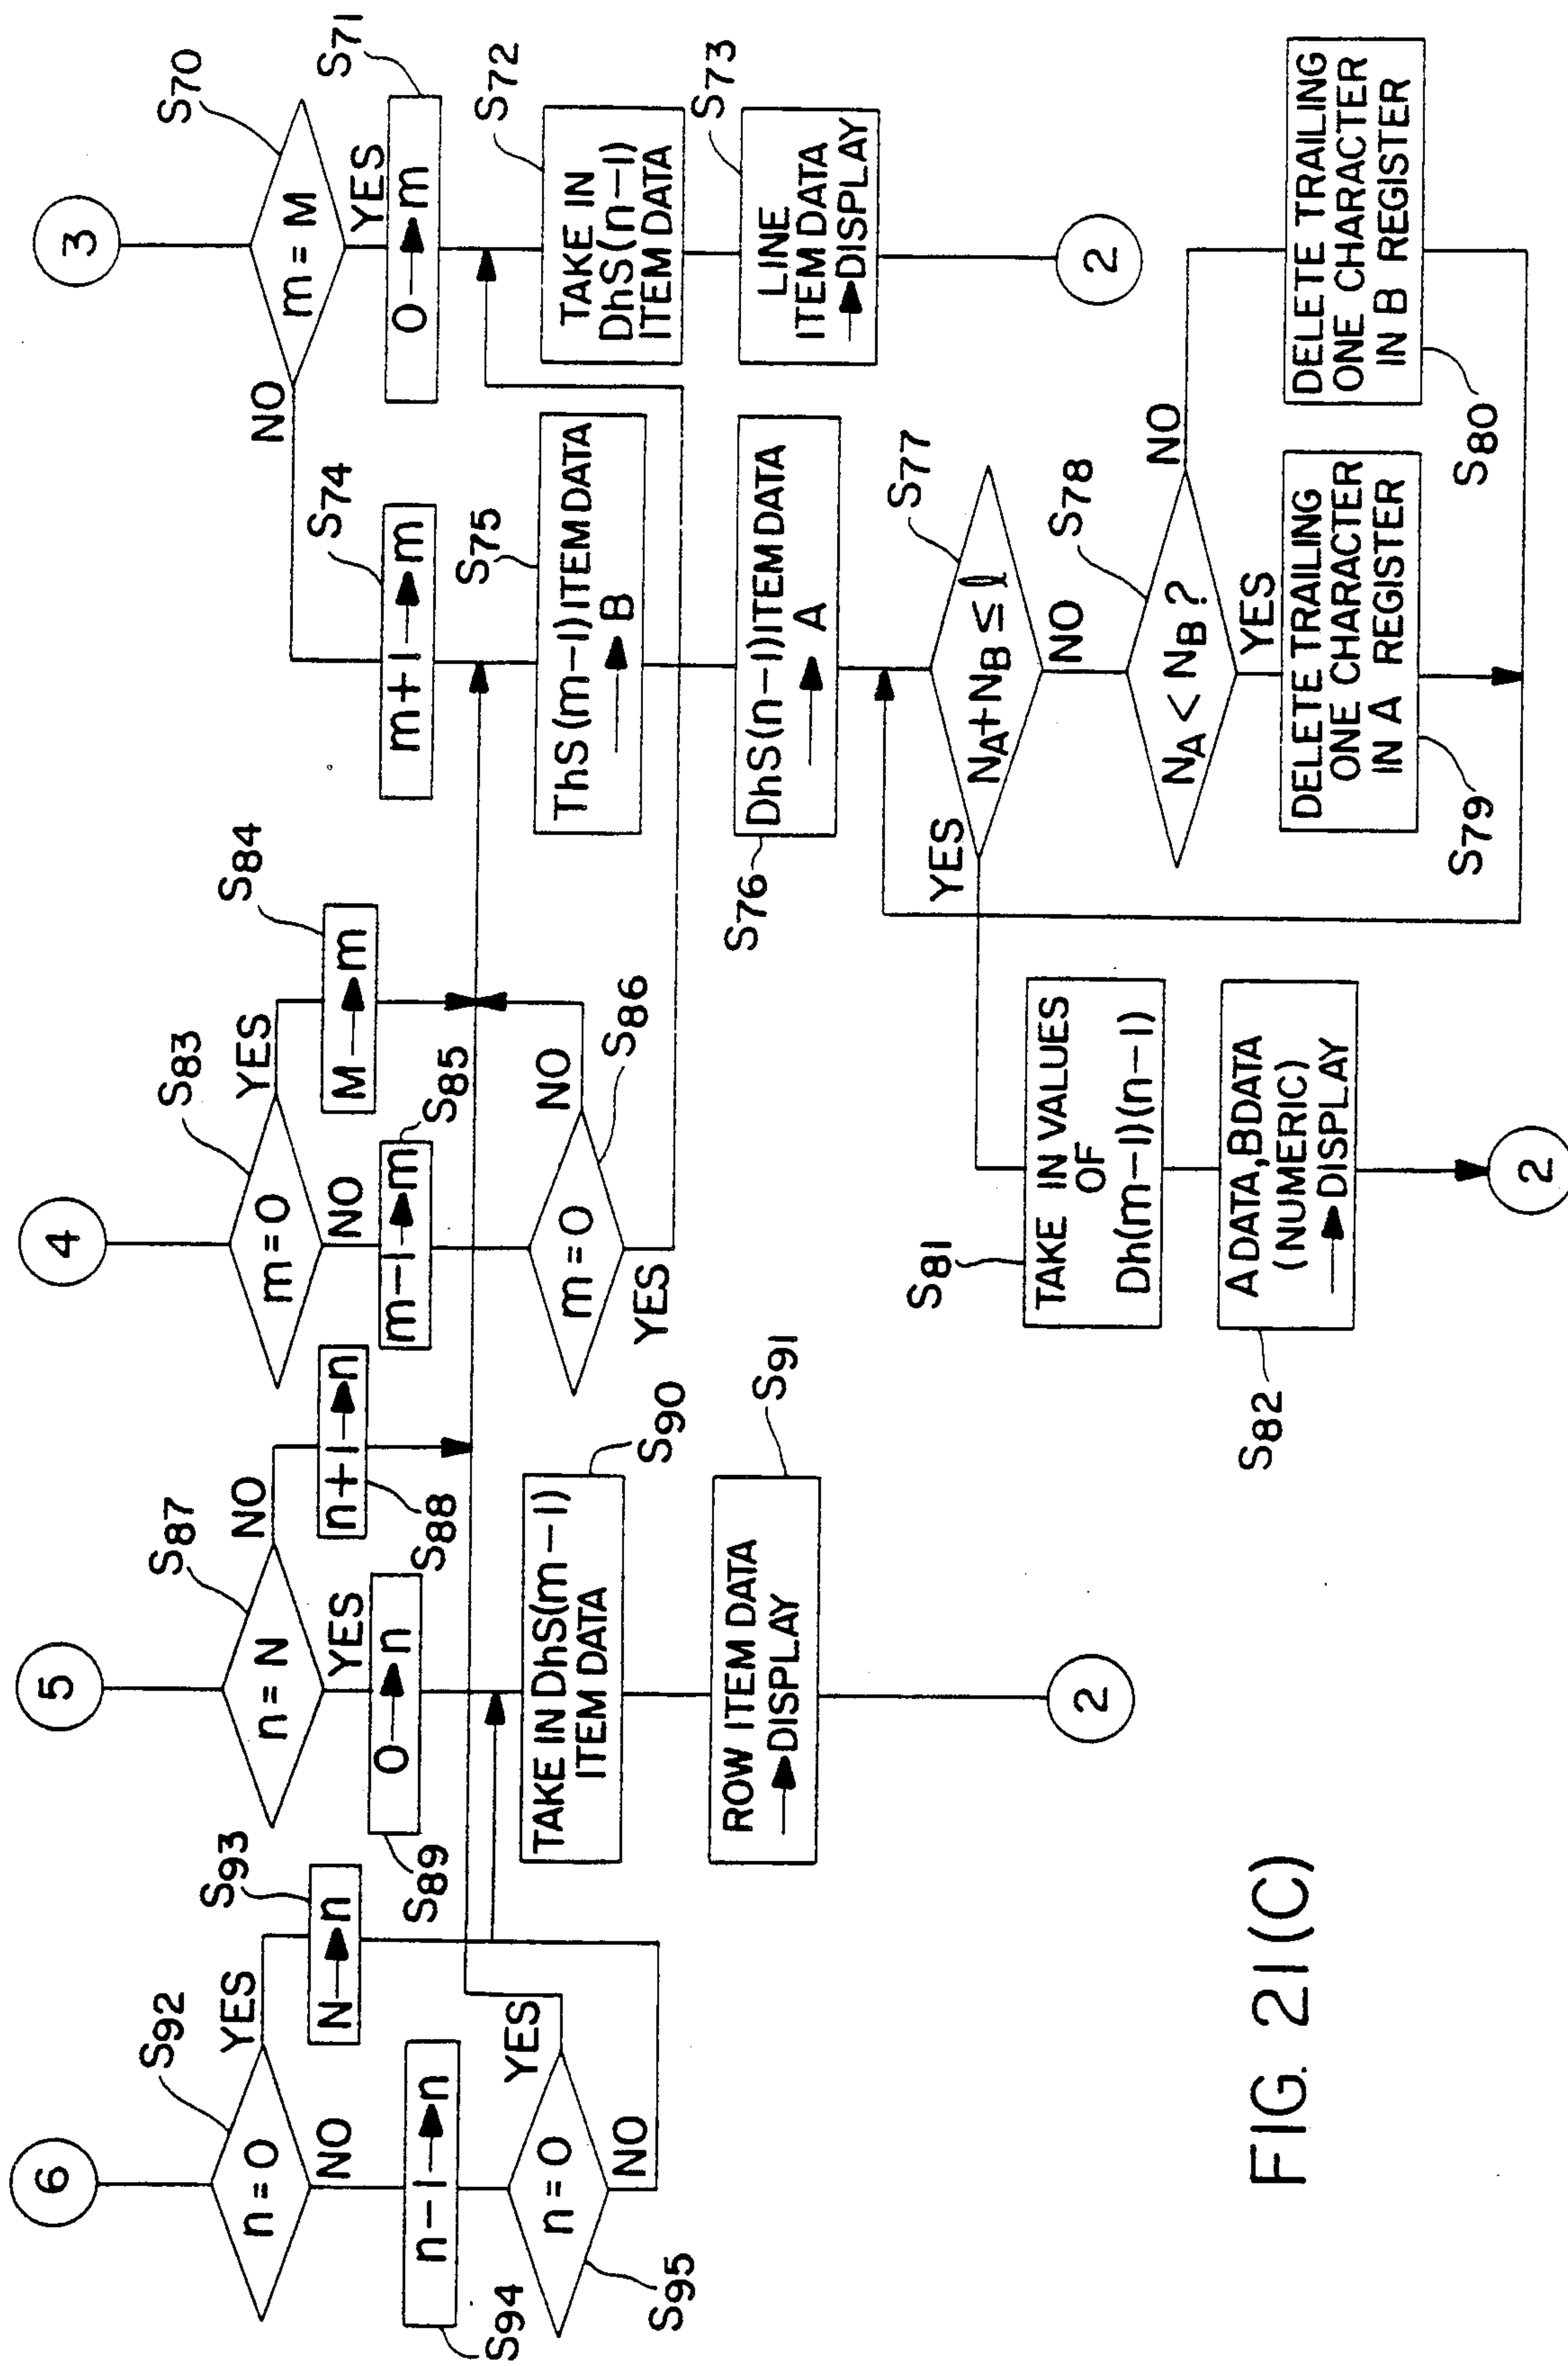 6
S92
n = 0
YES
NO
S93
N→n
S94
n−1→n
n = 0
YES
NO
S95
5
S87
n = N
NO
YES
n+1→n
S88
0→n
S89
TAKE IN DhS(m−1)
ITEM DATA
S90
ROW ITEM DATA
→DISPLAY
S91
2
4
S83
m = 0
YES
NO
S84
M→m
m−1→m
S85
m = 0
NO
YES
S86
3
S70
m = M
NO
YES
S71
0→m
S72
TAKE IN
DhS(n−1)
ITEM DATA
S73
LINE
ITEM DATA
→DISPLAY
2
S74
m+1→m
S75
ThS(m−1)ITEM DATA
→B
S76
DhS(n−1)ITEM DATA
→A
S77
NA+NB ≤ l
YES
NO
S78
NA < NB ?
NO
YES
DELETE TRAILING
ONE CHARACTER
IN A REGISTER
S79
DELETE TRAILING
ONE CHARACTER
IN B REGISTER
S80
S81
TAKE IN VALUES
OF
Dh(m−1)(n−1)
A DATA,B DATA
(NUMERIC)
→DISPLAY
S82
2
FIG. 21(C)